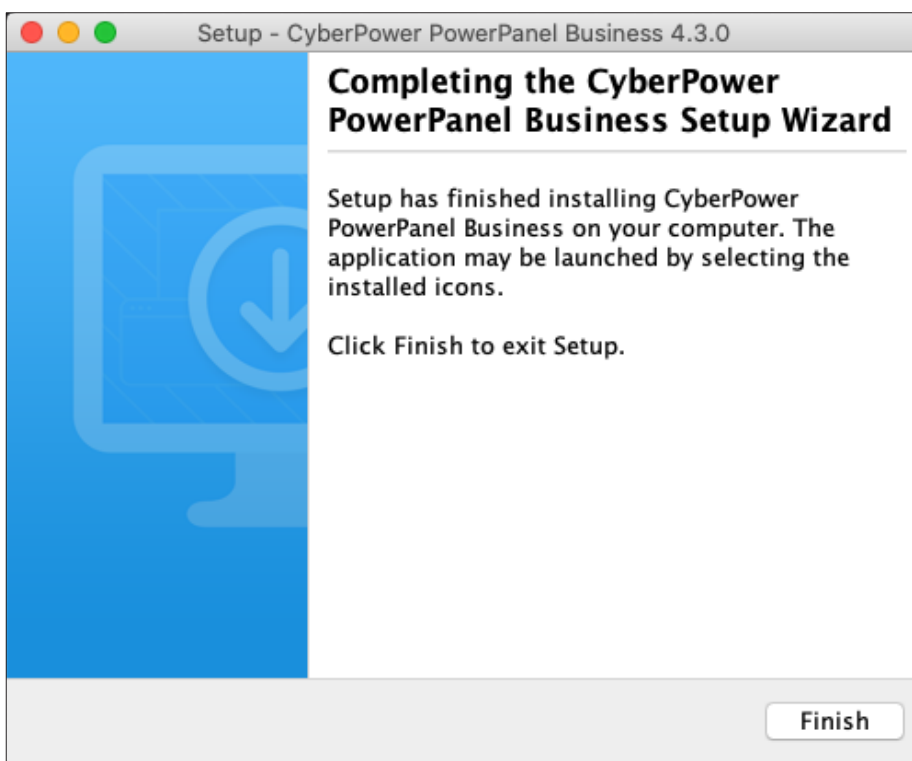 Setup - CyberPower PowerPanel Business 4.3.0
Completing the CyberPower
PowerPanel Business Setup Wizard
Setup has finished installing CyberPower
PowerPanel Business on your computer. The
application may be launched by selecting the
installed icons.
Click Finish to exit Setup.
Finish